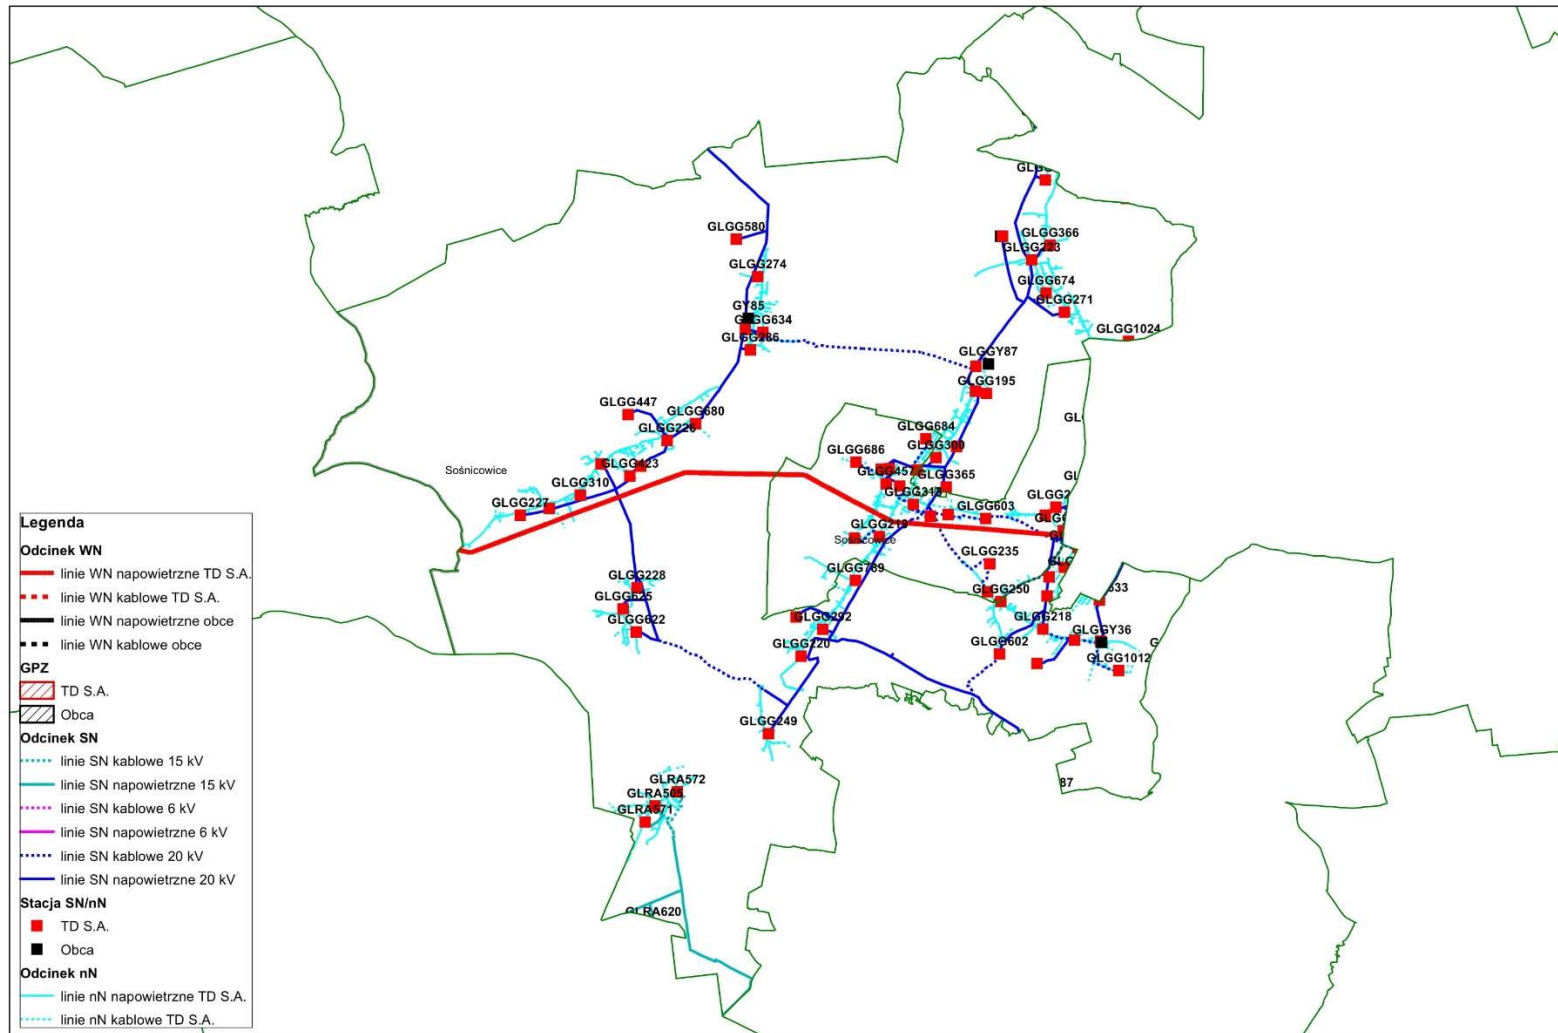 GLGG580
GLGG366
GLGG223
GLGG274
GLGG674
GLGG271
GY85
GLGG634
GLGG286
GLGG1024
GLGGY87
GLGG195
GLGG447
GLGG680
GLGG226
GLGG684
GLGG300
GLGG686
GLGG423
Sośnicowice
GLGG457
GLGG365
GLGG310
GLGG227
GLGG603
Sośnicowice
GLGG235
GLGG228
GLGG789
GLGG625
GLGG250
GLGG622
GLGG292
GLGG218
GLGGY36
GLGG220
GLGG602
GLGG1012
GLGG249
GLRA572
GLRA505
GLRA571
87
GLRA620
Legenda
Odcinek WN
linie WN napowietrzne TD S.A.
linie WN kablowe TD S.A.
linie WN napowietrzne obce
linie WN kablowe obce
GPZ
TD S.A.
Obca
Odcinek SN
linie SN kablowe 15 kV
linie SN napowietrzne 15 kV
linie SN kablowe 6 kV
linie SN napowietrzne 6 kV
linie SN kablowe 20 kV
linie SN napowietrzne 20 kV
Stacja SN/nN
TD S.A.
Obca
Odcinek nN
linie nN napowietrzne TD S.A.
linie nN kablowe TD S.A.